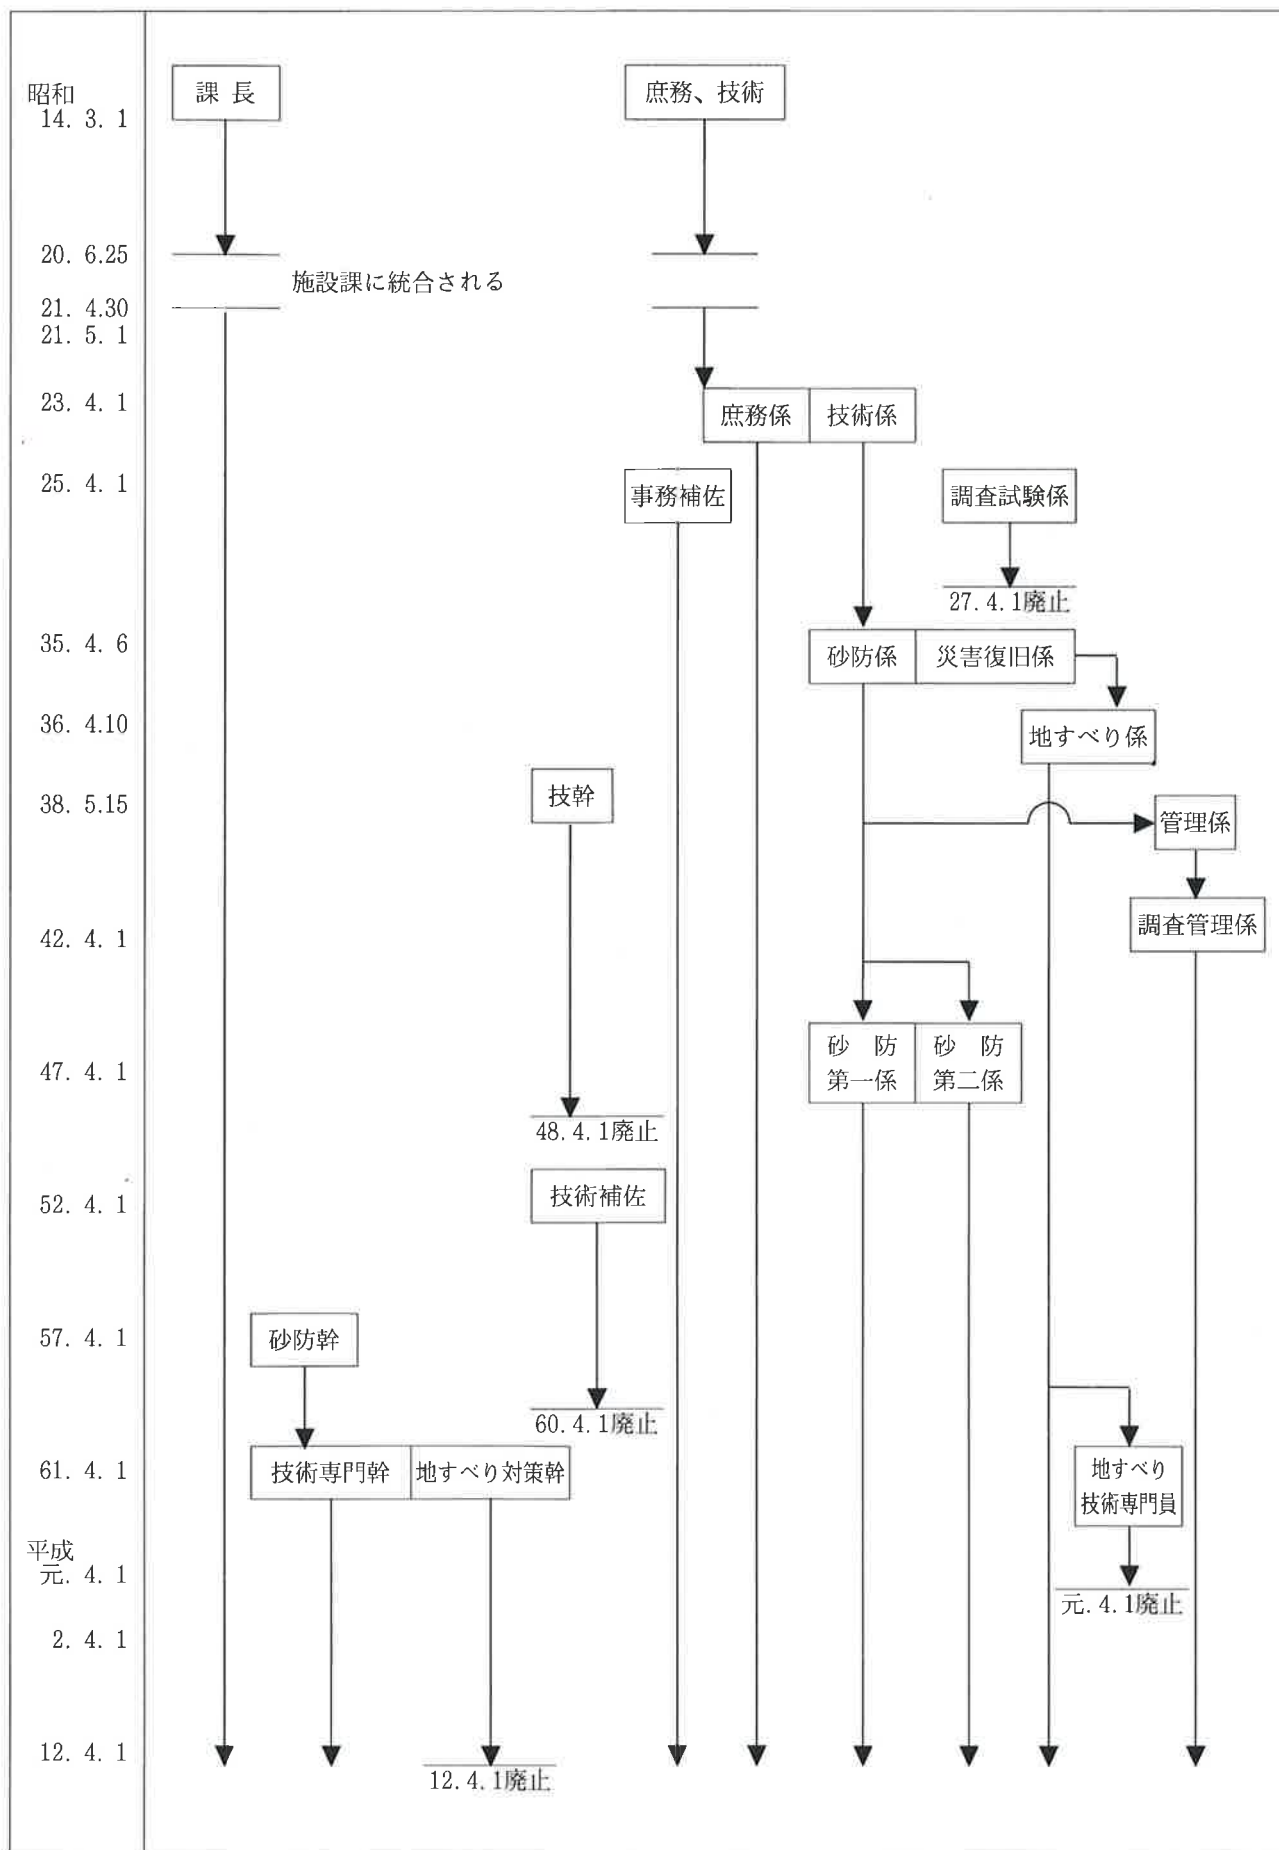 昭和
14. 3. 1
課 長
庶務、技術
20. 6.25
施設課に統合される
21. 4.30
21. 5. 1
23. 4. 1
庶務係
技術係
25. 4. 1
事務補佐
調査試験係
27.4.1廃止
35. 4. 6
砂防係
災害復旧係
36. 4.10
地すべり係
38. 5.15
技幹
管理係
42. 4. 1
調査管理係
47. 4. 1
砂 防
第一係
砂 防
第二係
48.4.1廃止
52. 4. 1
技術補佐
57. 4. 1
砂防幹
60.4.1廃止
61. 4. 1
技術専門幹
地すべり対策幹
地すべり
技術専門員
平成
元. 4. 1
元.4.1廃止
2. 4. 1
12. 4. 1
12.4.1廃止